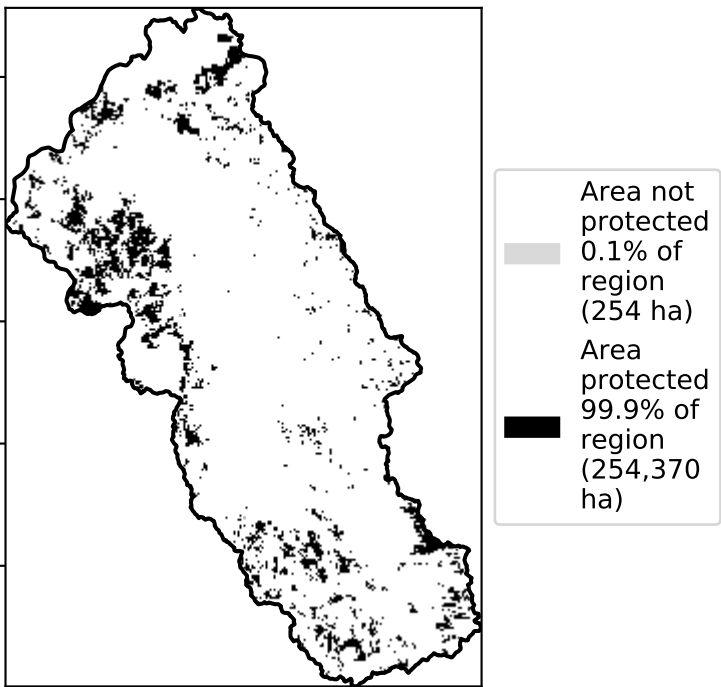 Area not
protected
0.1% of
region
(254 ha)
Area
protected
99.9% of
region
(254,370
ha)